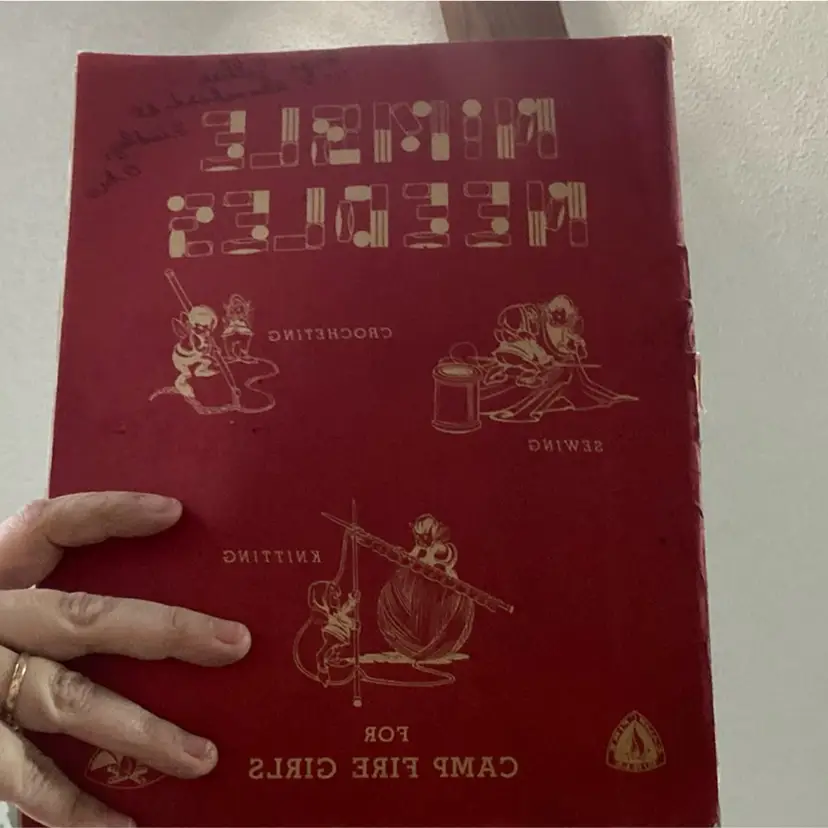 NIMBLE
NEEDLES
CROCHETING
SEWING
KNITTING
FOR
CAMP FIRE GIRLS